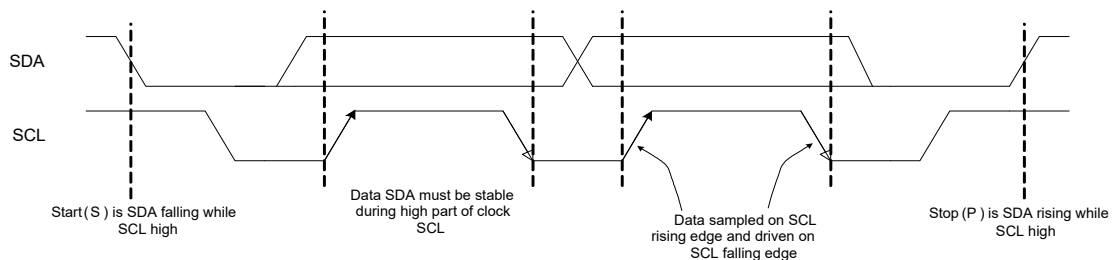 SDA
SCL
Start(S) is SDA falling while
SCL high
Data SDA must be stable
during high part of clock
SCL
Data sampled on SCL
rising edge and driven on
SCL falling edge
Stop (P) is SDA rising while
SCL high